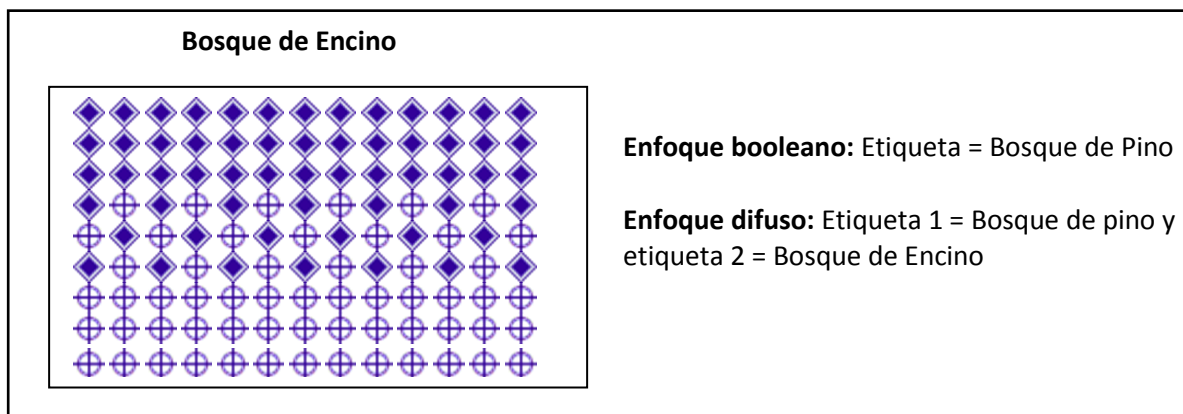 Bosque de Encino
Enfoque booleano: Etiqueta = Bosque de Pino
Enfoque difuso: Etiqueta 1 = Bosque de pino y
etiqueta 2 = Bosque de Encino